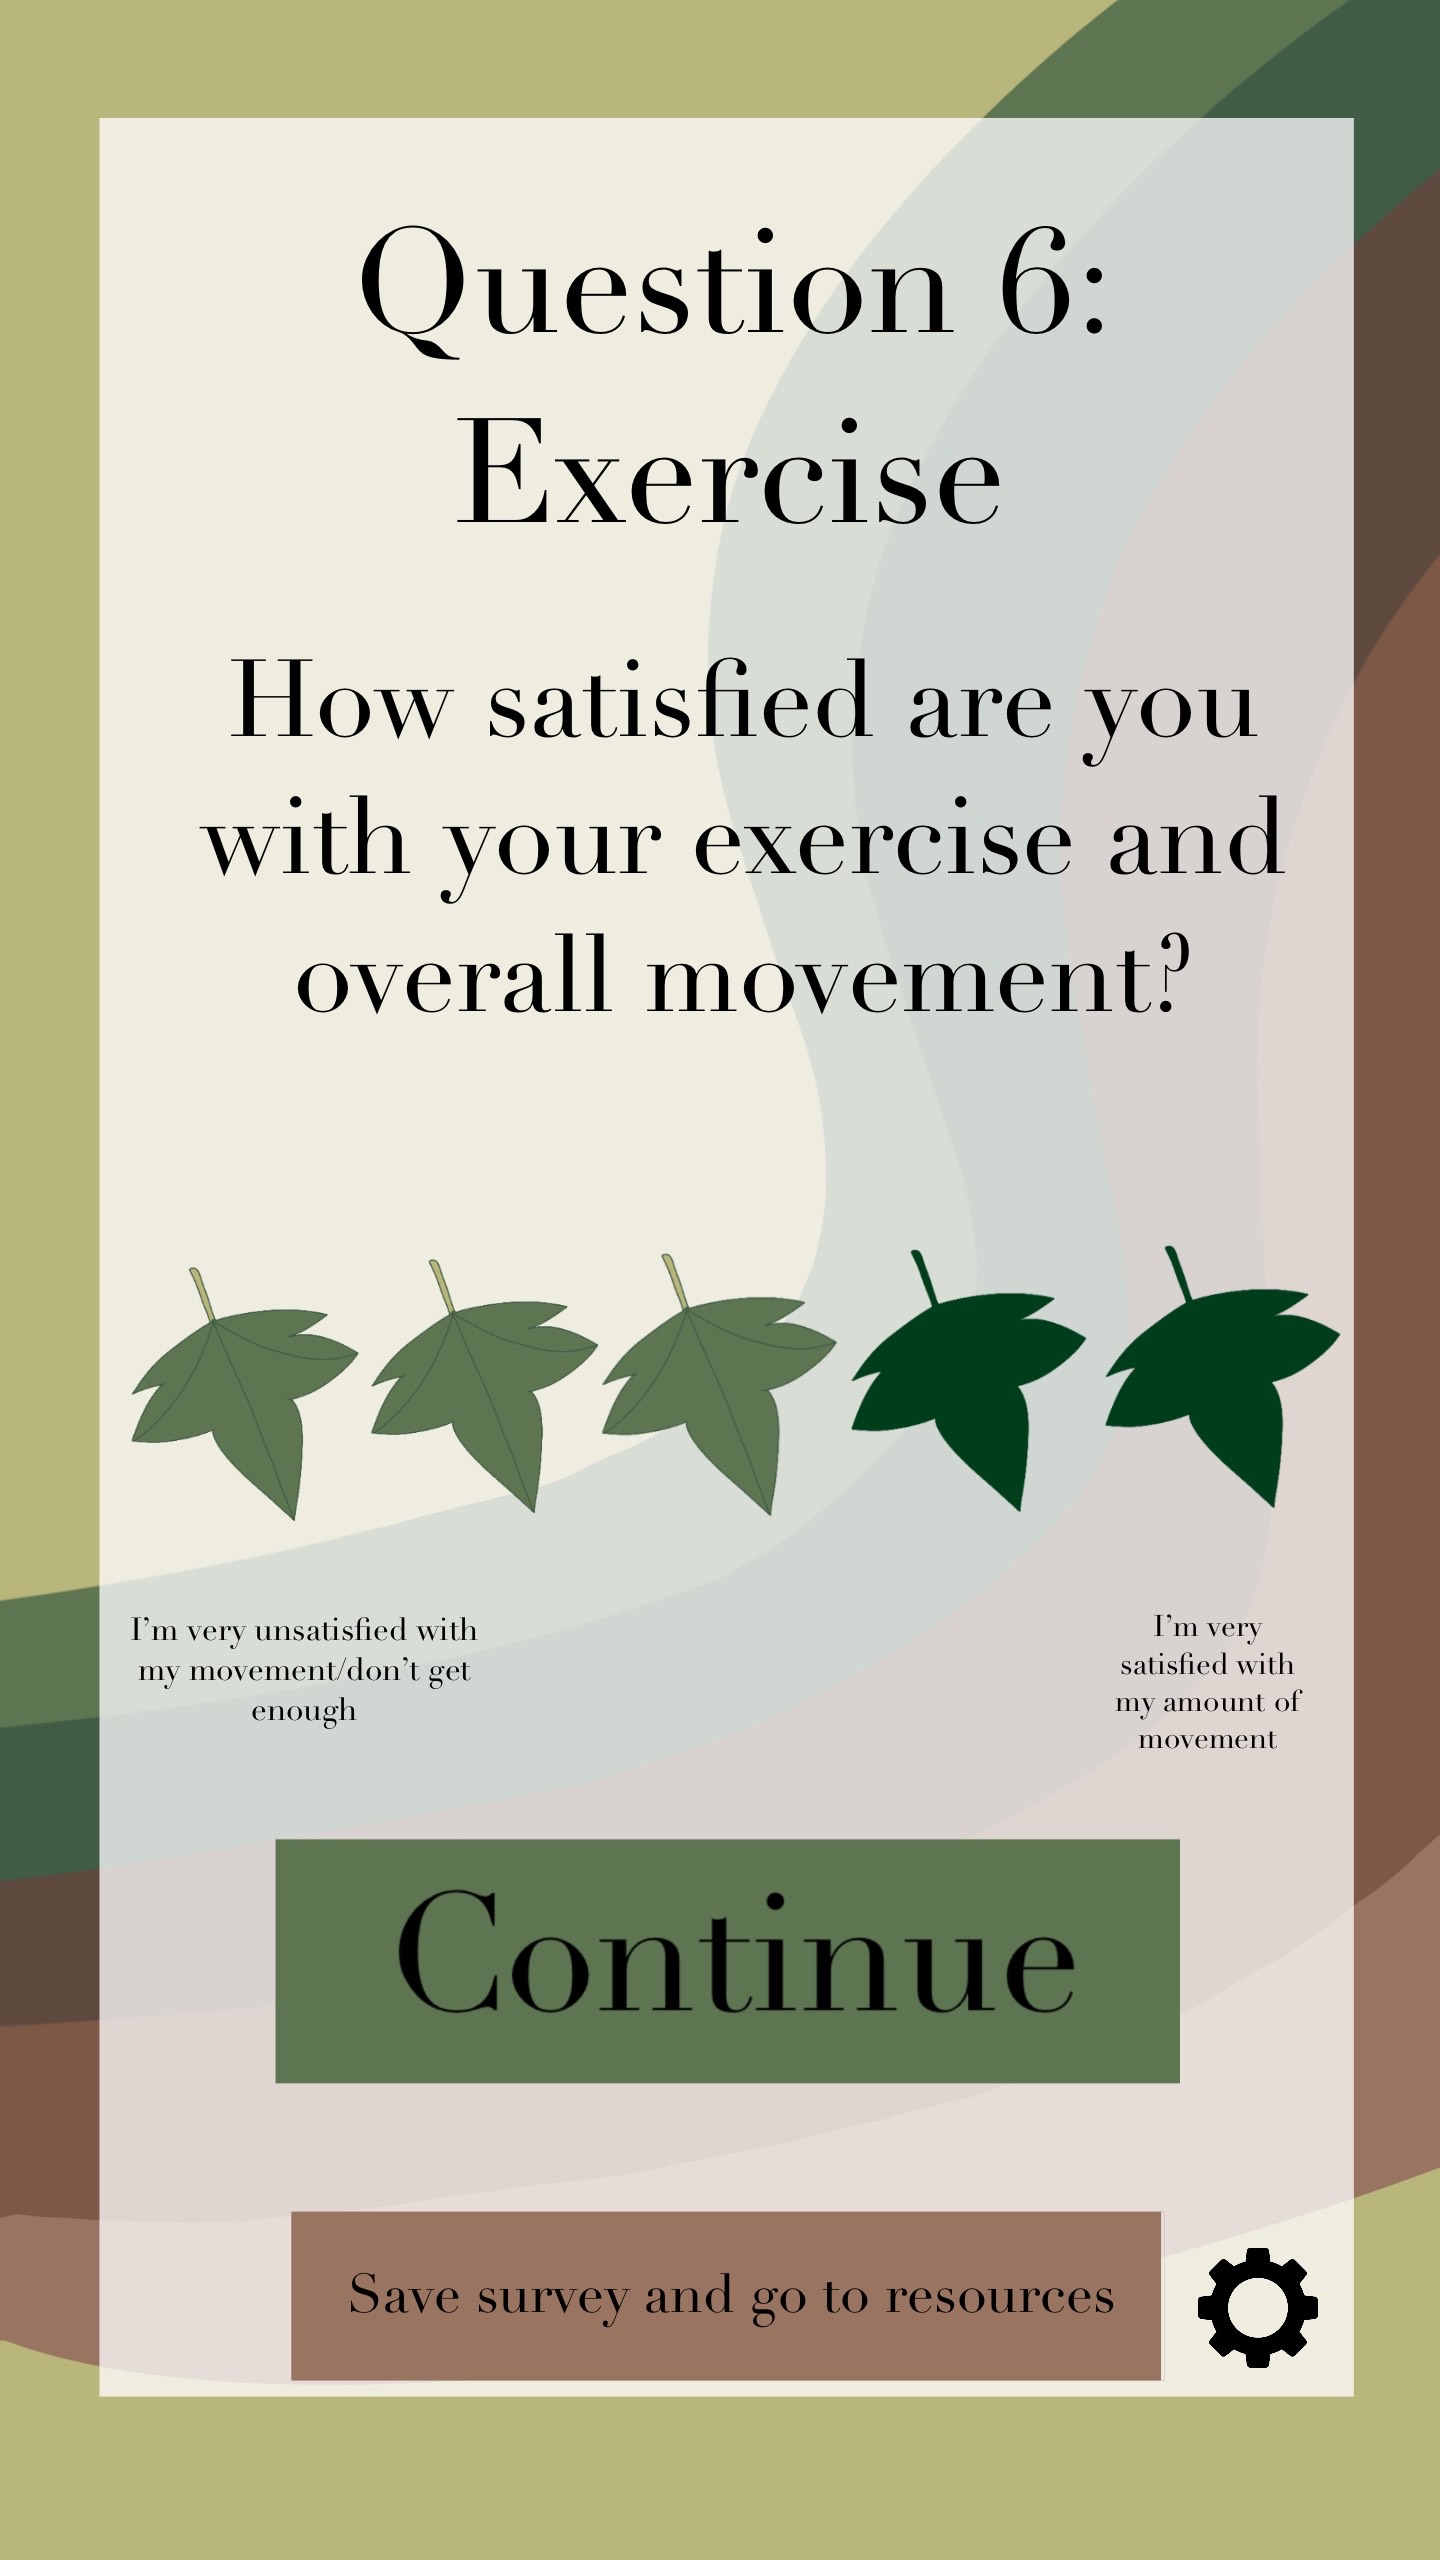 Question 6:
Exercise
How satisfied are you
with your exercise and
overall movement?
I’m very unsatisfied with
my movement/don’t get
enough
I’m very
satisfied with
my amount of
movement
Continue
Save survey and go to resources